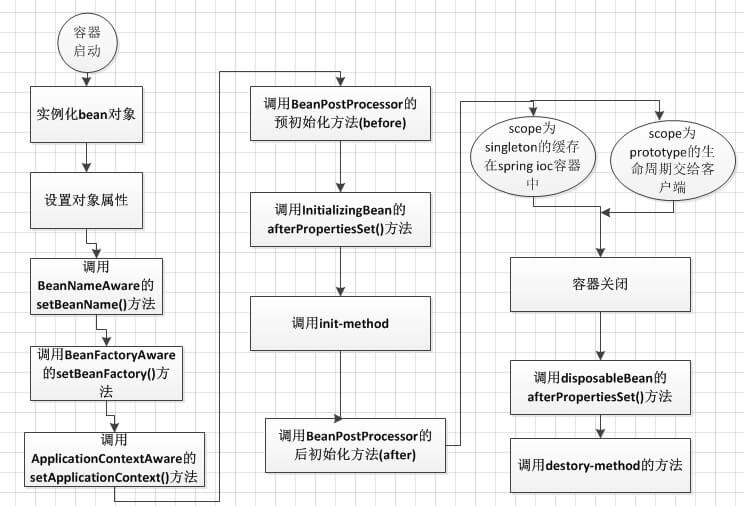 容器
启动
实例化bean对象
设置对象属性
调用
BeanNameAware的
setBeanName()方法
调用BeanFactoryAware
的setBeanFactory()方
法
调用
ApplicationContextAware的
setApplicationContext()方法
调用BeanPostProcessor的
预初始化方法(before)
调用InitializingBean的
afterPropertiesSet()方法
调用init-method
调用BeanPostProcessor的
后初始化方法(after)
scope为
singleton的缓存
在spring ioc容器
中
scope为
prototype的生
命周期交给客
户端
容器关闭
调用disposableBean的
afterPropertiesSet()方法
调用destory-method的方法